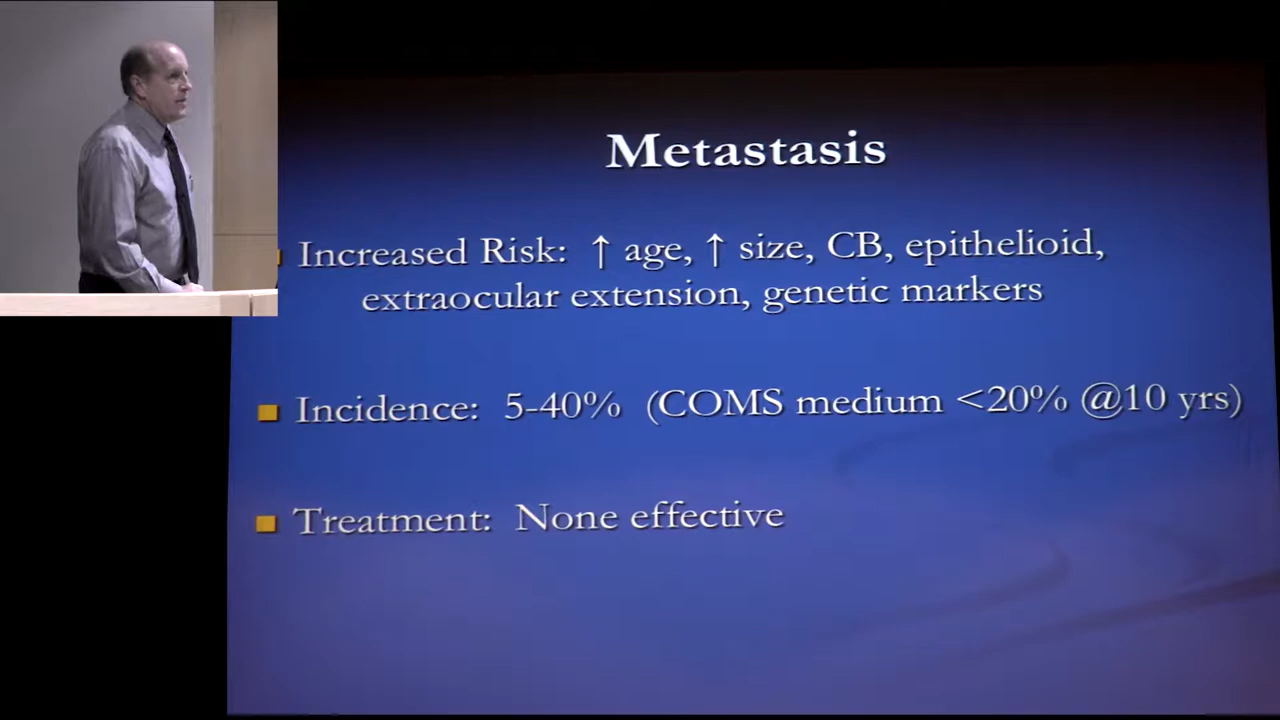 Metastasis
Increased Risk: ↑ age, ↑ size, CB, epithelioid,
extraocular extension, genetic markers
Incidence: 5-40% (COMS medium <20% @10 yrs)
Treatment: None effective